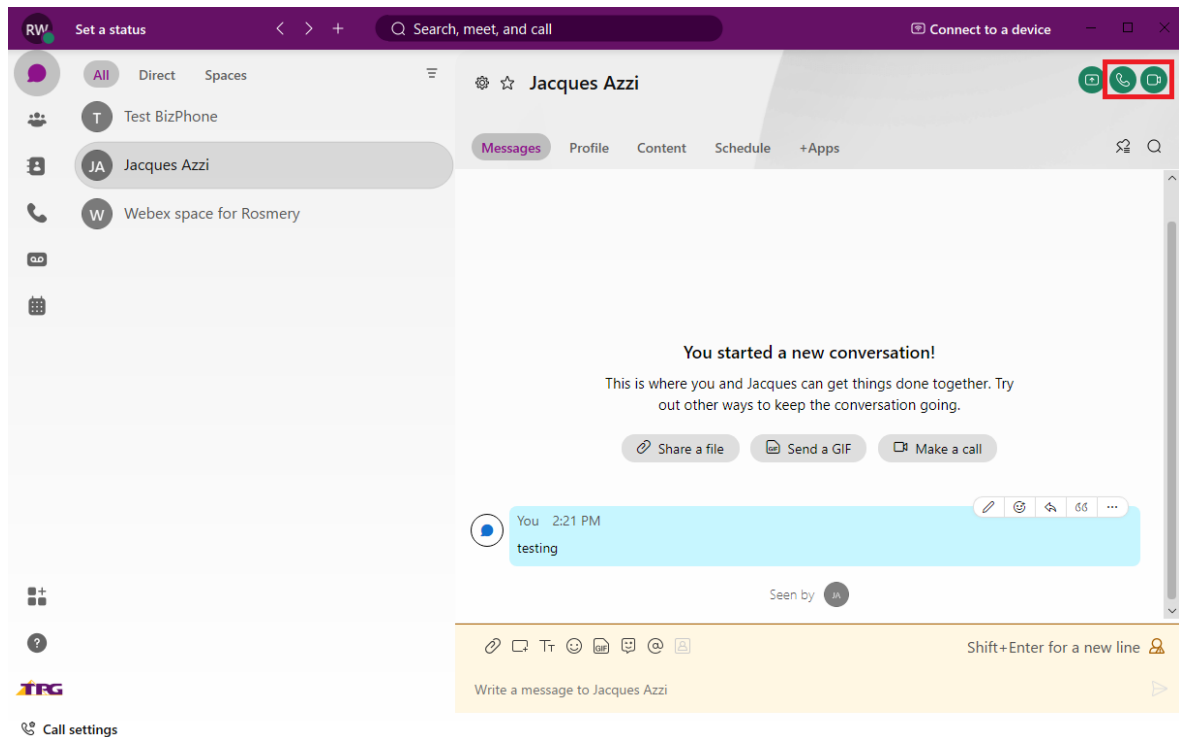 RW Set a status Search, meet, and call Connect to a device
All Direct Spaces
T Test BizPhone
JA Jacques Azzi
W Webex space for Rosmery
TPG
Call settings
Jacques Azzi
Messages Profile Content Schedule +Apps
You started a new conversation!
This is where you and Jacques can get things done together. Try
out other ways to keep the conversation going.
Share a file GIF Send a GIF Make a call
You 2:21 PM
testing
Seen by JA
GIF Shift+Enter for a new line
Write a message to Jacques Azzi